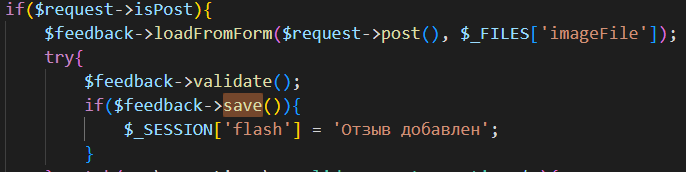 if($request->isPost){
$feedback->loadFromForm($request->post(), $_FILES['imageFile']);
try{
$feedback->validate();
if($feedback->save()){
$_SESSION['flash'] = 'Отзыв добавлен';
}